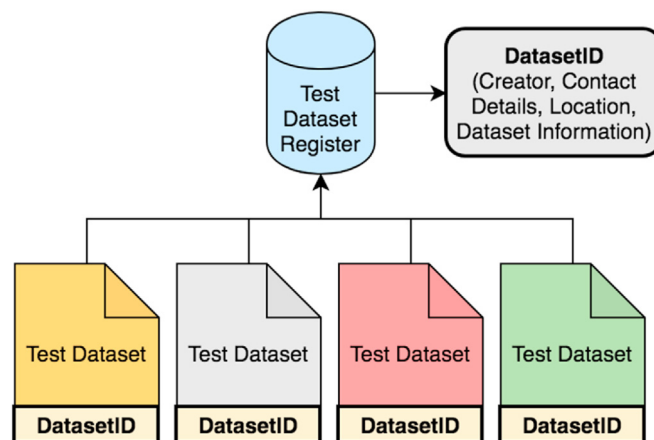 Test
Dataset
Register
DatasetID
(Creator, Contact
Details, Location,
Dataset Information)
Test Dataset
Test Dataset
Test Dataset
Test Dataset
DatasetID
DatasetID
DatasetID
DatasetID